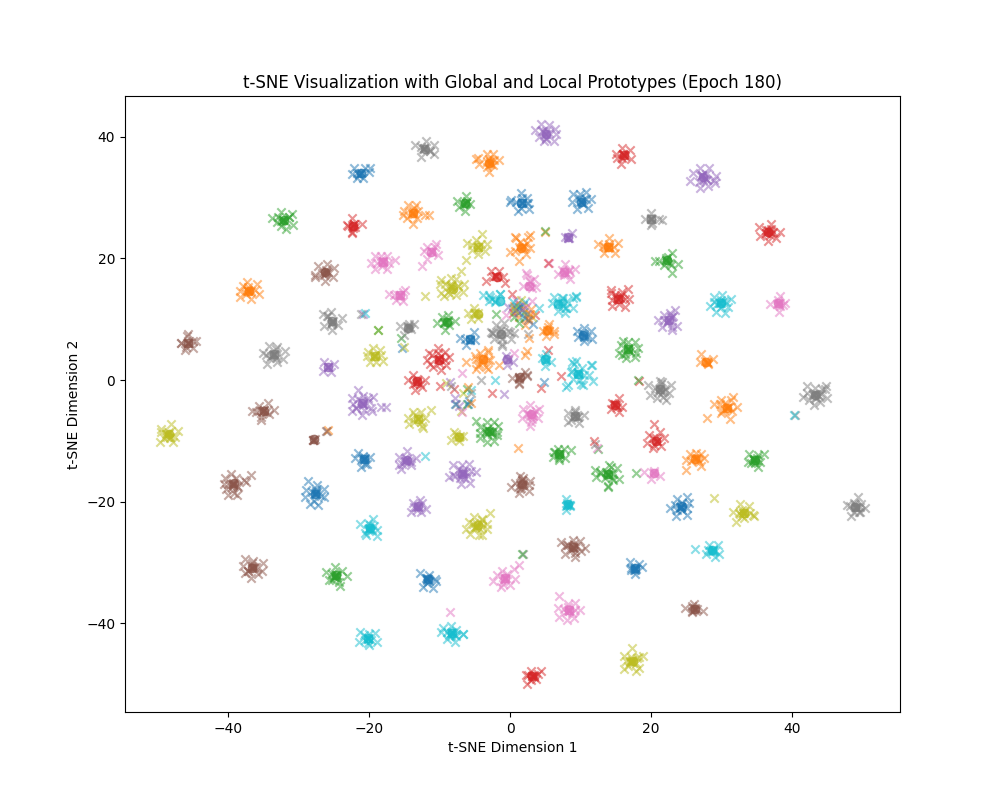 t-SNE Visualization with Global and Local Prototypes (Epoch 180)
40
20
0
−20
−40
t-SNE Dimension 2
−40 −20 0 20 40
t-SNE Dimension 1